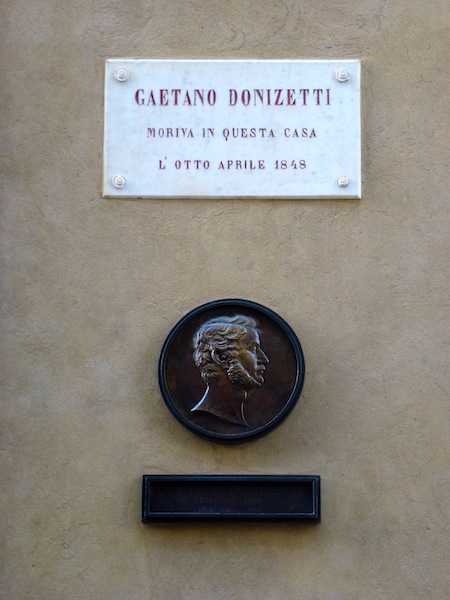 GAETANO DONIZETTI
MORIVA IN QUESTA CASA
L' OTTO APRILE 1848